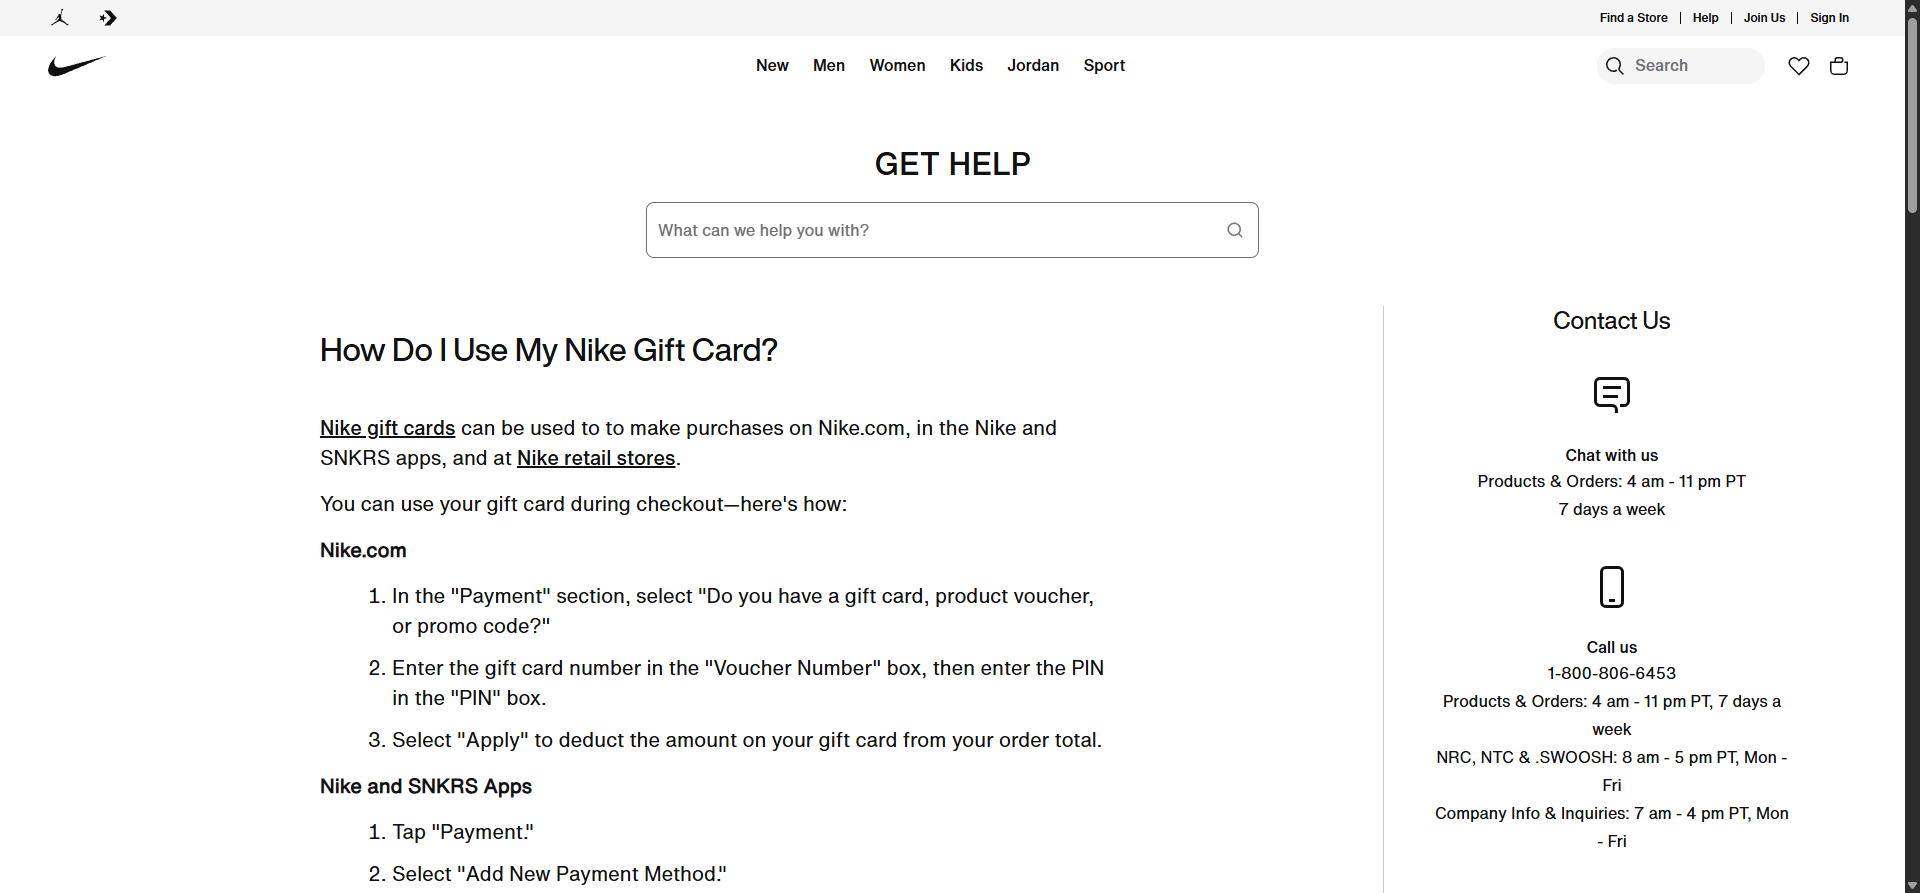 Find a Store
Help
Join Us
Sign In
New
Men
Women
Kids
Jordan
Sport
Search
GET HELP
What can we help you with?
How Do I Use My Nike Gift Card?
Nike gift cards can be used to to make purchases on Nike.com, in the Nike and
SNKRS apps, and at Nike retail stores.
You can use your gift card during checkout—here's how:
Nike.com
1. In the "Payment" section, select "Do you have a gift card, product voucher,
or promo code?"
2. Enter the gift card number in the "Voucher Number" box, then enter the PIN
in the "PIN" box.
3. Select "Apply" to deduct the amount on your gift card from your order total.
Nike and SNKRS Apps
1. Tap "Payment."
2. Select "Add New Payment Method."
Contact Us
Chat with us
Products & Orders: 4 am - 11 pm PT
7 days a week
Call us
1-800-806-6453
Products & Orders: 4 am - 11 pm PT, 7 days a
week
NRC, NTC & .SWOOSH: 8 am - 5 pm PT, Mon -
Fri
Company Info & Inquiries: 7 am - 4 pm PT, Mon
- Fri